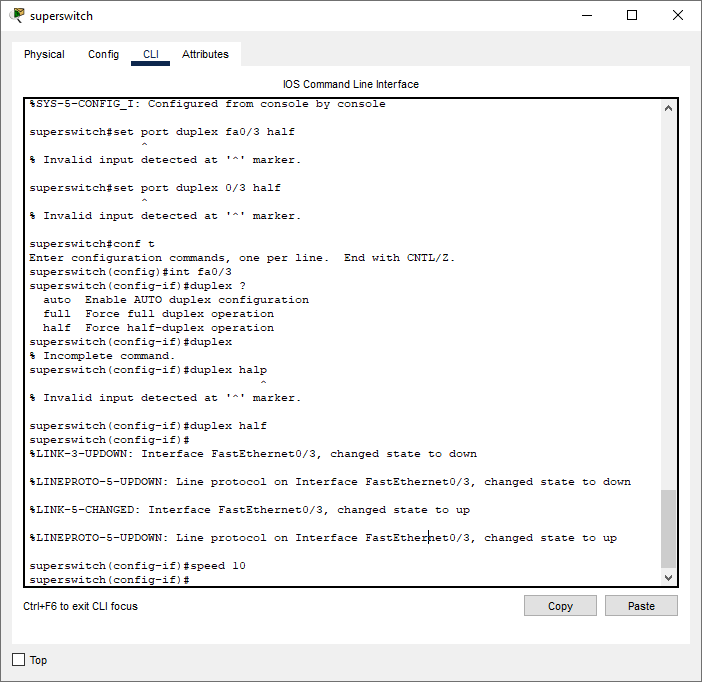 superswitch
Physical Config CLI Attributes
IOS Command Line Interface
%SYS-5-CONFIG_I: Configured from console by console
superswitch#set port duplex fa0/3 half
^
% Invalid input detected at '^' marker.
superswitch#set port duplex 0/3 half
^
% Invalid input detected at '^' marker.
superswitch#conf t
Enter configuration commands, one per line.  End with CNTL/Z.
superswitch(config)#int fa0/3
superswitch(config-if)#duplex ?
auto  Enable AUTO duplex configuration
full  Force full duplex operation
half  Force half-duplex operation
superswitch(config-if)#duplex
% Incomplete command.
superswitch(config-if)#duplex halp
^
% Invalid input detected at '^' marker.
superswitch(config-if)#duplex half
superswitch(config-if)#
%LINK-3-UPDOWN: Interface FastEthernet0/3, changed state to down
%LINEPROTO-5-UPDOWN: Line protocol on Interface FastEthernet0/3, changed state to down
%LINK-5-CHANGED: Interface FastEthernet0/3, changed state to up
%LINEPROTO-5-UPDOWN: Line protocol on Interface FastEthernet0/3, changed state to up
superswitch(config-if)#speed 10
superswitch(config-if)#
Ctrl+F6 to exit CLI focus
Copy Paste
Top